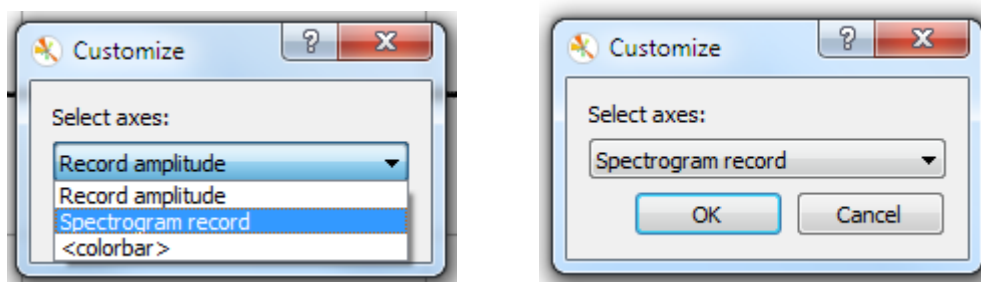 Customize
Select axes:
Record amplitude
Record amplitude
Spectrogram record
<colorbar>
Customize
Select axes:
Spectrogram record
OK
Cancel